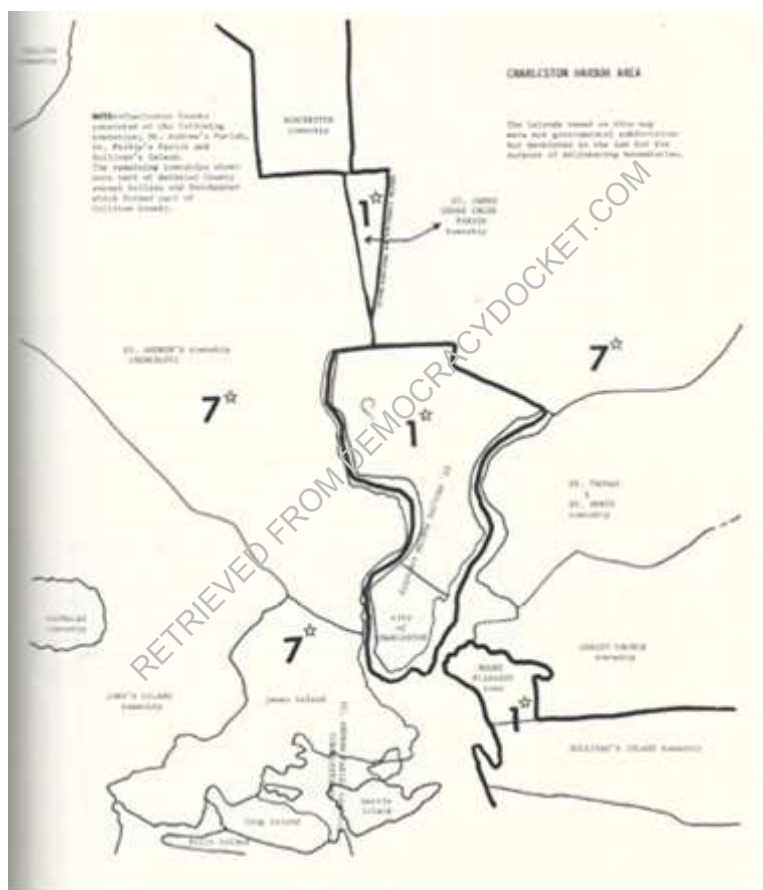 CHARLESTON HARBOR AREA
NOTE: Charleston County
consisted of the following
townships; St. Andrew's Parish,
St. Philip's Parish and
Sullivan's Island.
The remaining townships shown
were part of Berkeley County
except Collins and Dorchester
which formed part of
Colleton County.
The islands named on this map
were not governmental subdivisions
but mentioned in the law for the
purpose of delineating boundaries.
DORCHESTER
township
1
ST. JAMES
GOOSE CREEK
PARISH
township
ST. ANDREW'S township
(BERKELEY)
7
7
1
ST. THOMAS
&
ST. DENIS
township
city
of
CHARLESTON
CHRIST CHURCH
township
MOUNT
PLEASANT
town
7
1
JOHN'S ISLAND
township
James Island
SULLIVAN'S ISLAND township
Morris
Island
RETRIEVED FROM DEMOCRACYDOCKET.COM